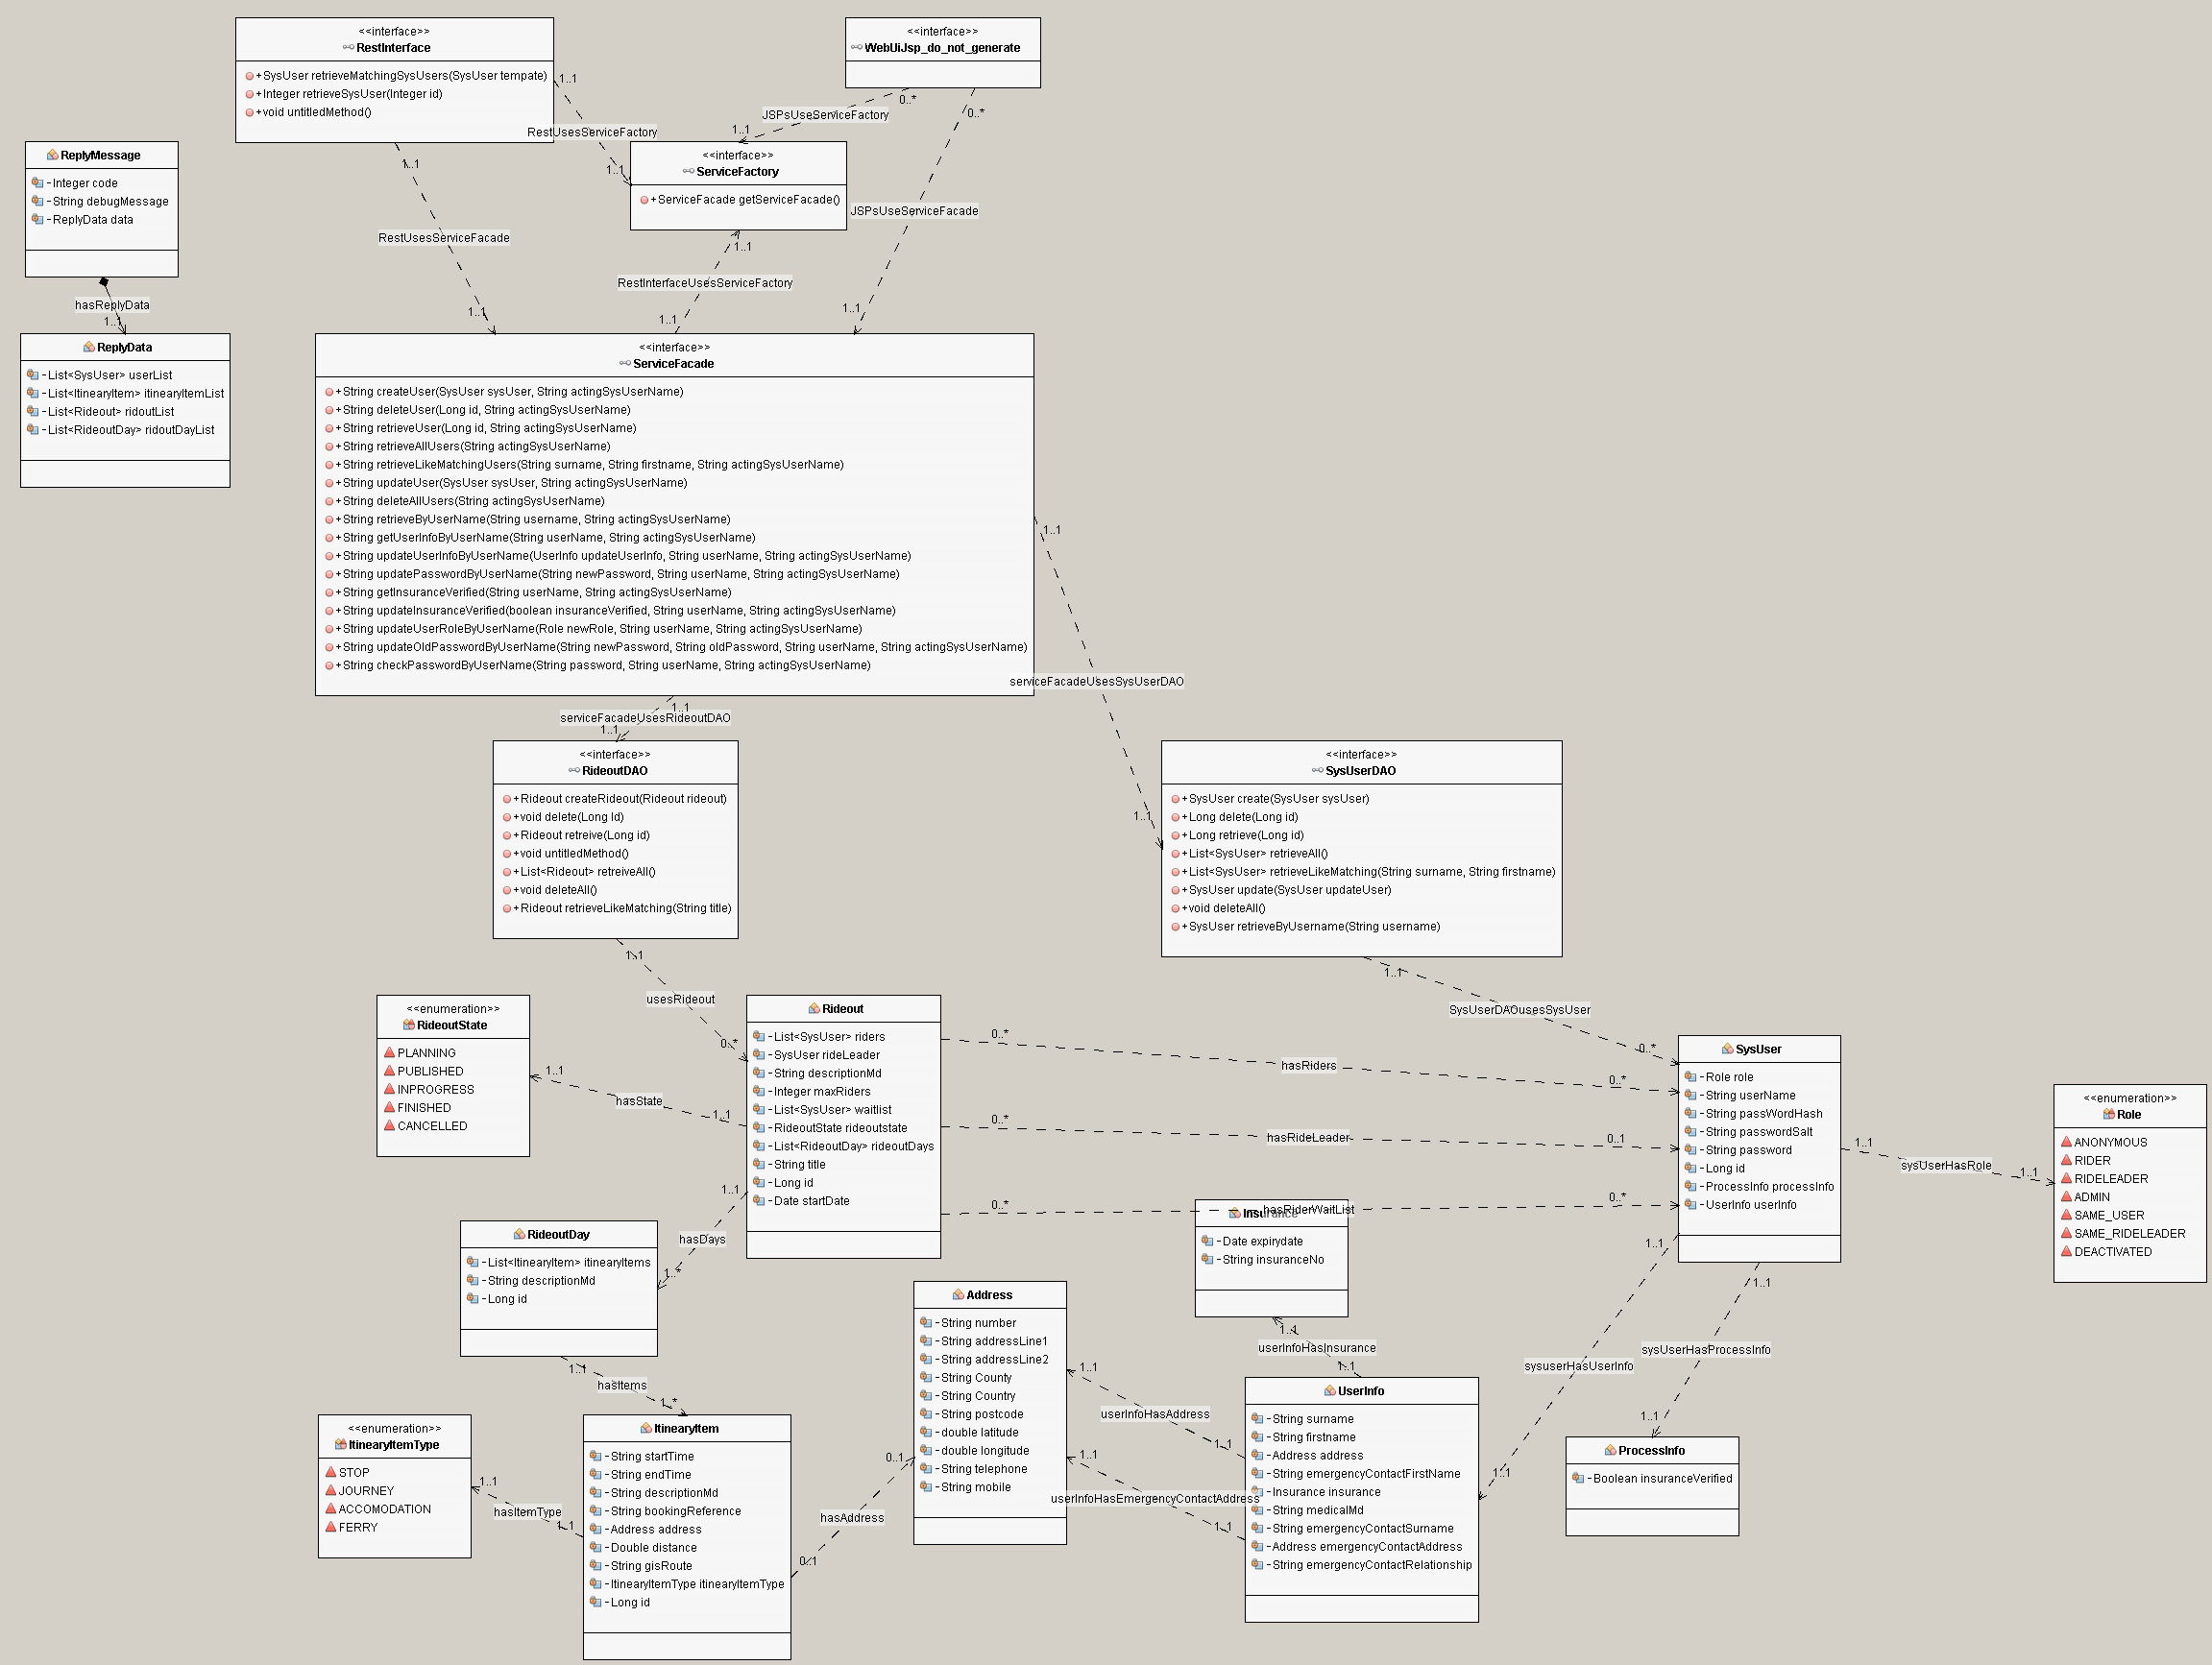 <<interface>>
RestInterface
+SysUser retrieveMatchingSysUsers(SysUser tempate)
+Integer retrieveSysUser(Integer id)
+void untitledMethod()
<<interface>>
WebUiJsp_do_not_generate
1..1
0..*
0..*
JSPsUseServiceFactory
RestUsesServiceFactory
1..1
1..1
1..1
<<interface>>
ServiceFactory
+ServiceFacade getServiceFacade()
ReplyMessage
-Integer code
-String debugMessage
-ReplyData data
JSPsUseServiceFacade
RestUsesServiceFacade
1..1
RestInterfaceUsesServiceFactory
hasReplyData
1..1
1..1
1..1
1..1
ReplyData
-List<SysUser> userList
-List<ItinearyItem> itinearyItemList
-List<Rideout> ridoutList
-List<RideoutDay> ridoutDayList
<<interface>>
ServiceFacade
+String createUser(SysUser sysUser, String actingSysUserName)
+String deleteUser(Long id, String actingSysUserName)
+String retrieveUser(Long id, String actingSysUserName)
+String retrieveAllUsers(String actingSysUserName)
+String retrieveLikeMatchingUsers(String surname, String firstname, String actingSysUserName)
+String updateUser(SysUser sysUser, String actingSysUserName)
+String deleteAllUsers(String actingSysUserName)
+String retrieveByUserName(String username, String actingSysUserName)
+String getUserInfoByUserName(String userName, String actingSysUserName)
+String updateUserInfoByUserName(UserInfo updateUserInfo, String userName, String actingSysUserName)
+String updatePasswordByUserName(String newPassword, String userName, String actingSysUserName)
+String getInsuranceVerified(String userName, String actingSysUserName)
+String updateInsuranceVerified(boolean insuranceVerified, String userName, String actingSysUserName)
+String updateUserRoleByUserName(Role newRole, String userName, String actingSysUserName)
+String updateOldPasswordByUserName(String newPassword, String oldPassword, String userName, String actingSysUserName)
+String checkPasswordByUserName(String password, String userName, String actingSysUserName)
1..1
serviceFacadeUsesSysUserDAO
1..1
1..1
serviceFacadeUsesRideoutDAO
1..1
<<interface>>
RideoutDAO
+Rideout createRideout(Rideout rideout)
+void delete(Long Id)
+Rideout retreive(Long id)
+void untitledMethod()
+List<Rideout> retreiveAll()
+void deleteAll()
+Rideout retrieveLikeMatching(String title)
<<interface>>
SysUserDAO
+SysUser create(SysUser sysUser)
+Long delete(Long id)
+Long retrieve(Long id)
+List<SysUser> retrieveAll()
+List<SysUser> retrieveLikeMatching(String surname, String firstname)
+SysUser update(SysUser updateUser)
+void deleteAll()
+SysUser retrieveByUsername(String username)
1..1
usesRideout
0..*
1..1
SysUserDAOusesSysUser
0..*
<<enumeration>>
RideoutState
PLANNING
PUBLISHED
INPROGRESS
FINISHED
CANCELLED
1..1
hasState
1..1
Rideout
-List<SysUser> riders
-SysUser rideLeader
-String descriptionMd
-Integer maxRiders
-List<SysUser> waitlist
-RideoutState rideoutstate
-List<RideoutDay> rideoutDays
-String title
-Long id
-Date startDate
0..*
hasRiders
0..*
0..*
hasRideLeader
0..1
0..*
hasRiderWaitList
0..*
SysUser
-Role role
-String userName
-String passWordHash
-String passwordSalt
-String password
-Long id
-ProcessInfo processInfo
-UserInfo userInfo
1..1
sysUserHasRole
1..1
<<enumeration>>
Role
ANONYMOUS
RIDER
RIDELEADER
ADMIN
SAME_USER
SAME_RIDELEADER
DEACTIVATED
1..1
hasDays
1..*
RideoutDay
-List<ItinearyItem> itinearyItems
-String descriptionMd
-Long id
Insurance
-Date expirydate
-String insuranceNo
1..1
userInfoHasInsurance
1..1
1..1
sysuserHasUserInfo
1..1
1..1
sysUserHasProcessInfo
1..1
Address
-String number
-String addressLine1
-String addressLine2
-String County
-String Country
-String postcode
-double latitude
-double longitude
-String telephone
-String mobile
1..1
userInfoHasAddress
1..1
1..1
userInfoHasEmergencyContactAddress
1..1
UserInfo
-String surname
-String firstname
-Address address
-String emergencyContactFirstName
-Insurance insurance
-String medicalMd
-String emergencyContactSurname
-Address emergencyContactAddress
-String emergencyContactRelationship
ProcessInfo
-Boolean insuranceVerified
1..1
hasItems
1..*
<<enumeration>>
ItinearyItemType
STOP
JOURNEY
ACCOMODATION
FERRY
1..1
hasItemType
1..1
ItinearyItem
-String startTime
-String endTime
-String descriptionMd
-String bookingReference
-Address address
-Double distance
-String gisRoute
-ItinearyItemType itinearyItemType
-Long id
0..1
hasAddress
0..1